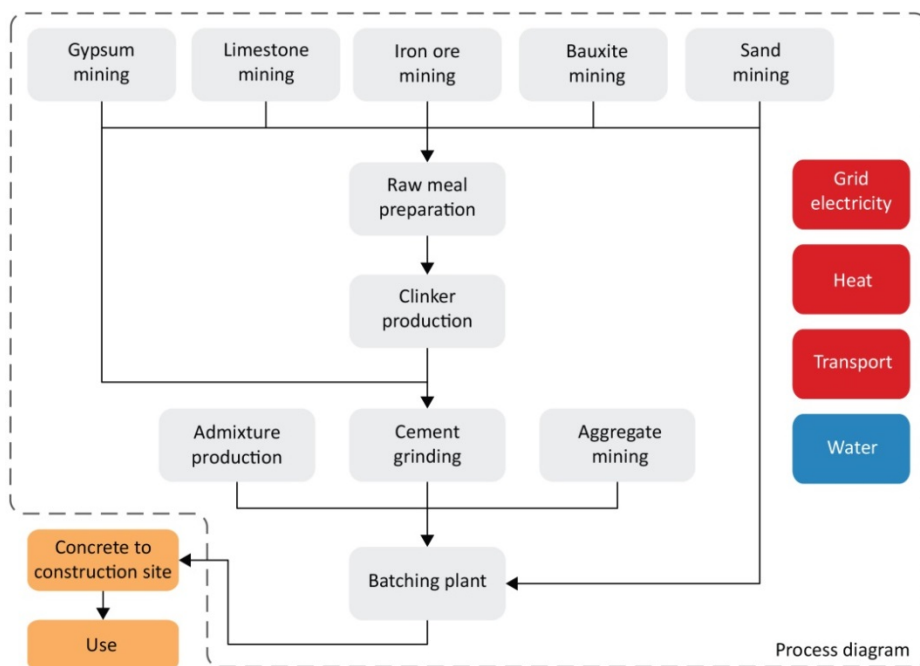 Gypsum
mining
Limestone
mining
Iron ore
mining
Bauxite
mining
Sand
mining
Raw meal
preparation
Grid
electricity
Clinker
production
Heat
Transport
Admixture
production
Cement
grinding
Aggregate
mining
Water
Concrete to
construction site
Batching plant
Use
Process diagram